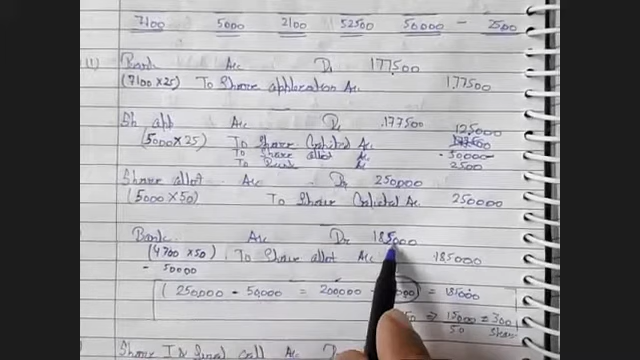 7100 5000 2100 52500 50000 - 2500
(1) Bank A/c Dr 177500
(7100 x 25) To Share application A/c 1,77500
Sh app A/c Dr 177500 125000
(5000 x 25) To Share Capital A/c
To Share allot A/c 50000
To Bank A/c 2500
Share allot A/c Dr 250000
(5000 x 50) To Share Capital A/c 250000
Bank A/c Dr 185000
(4700 x 50) To Share allot A/c 185000
- 50000
(250000 - 50000 = 200000 - = 185000
⇒ 15000 / 50 = 300 Share
Share I & final call A/c D